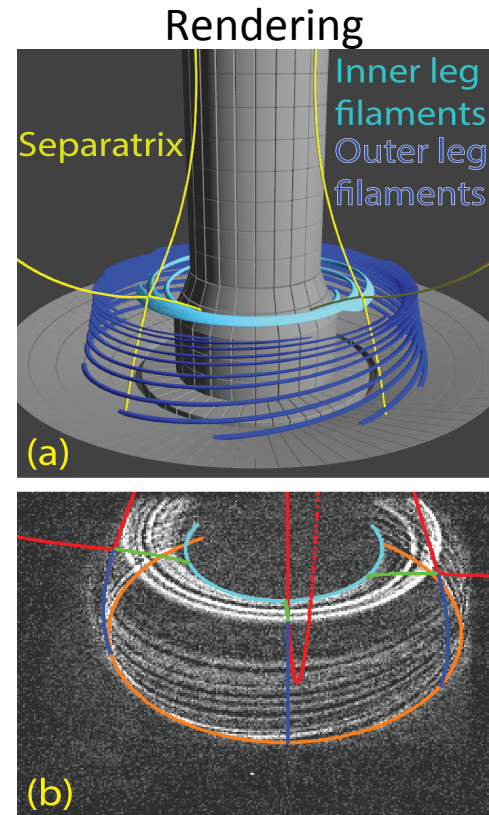 Rendering
Inner leg
filaments
Separatrix
Outer leg
filaments
(a)
(b)